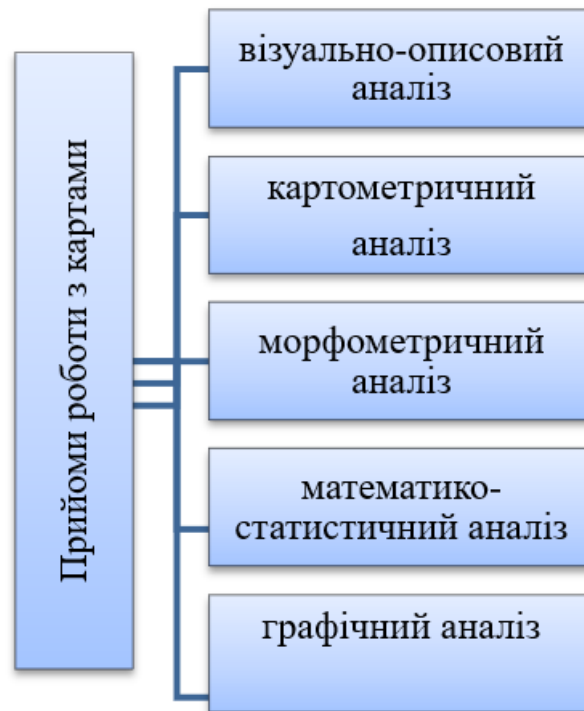 Прийоми роботи з картами
візуально-описовий
аналіз
картометричний
аналіз
морфометричний
аналіз
математико-
статистичний аналіз
графічний аналіз